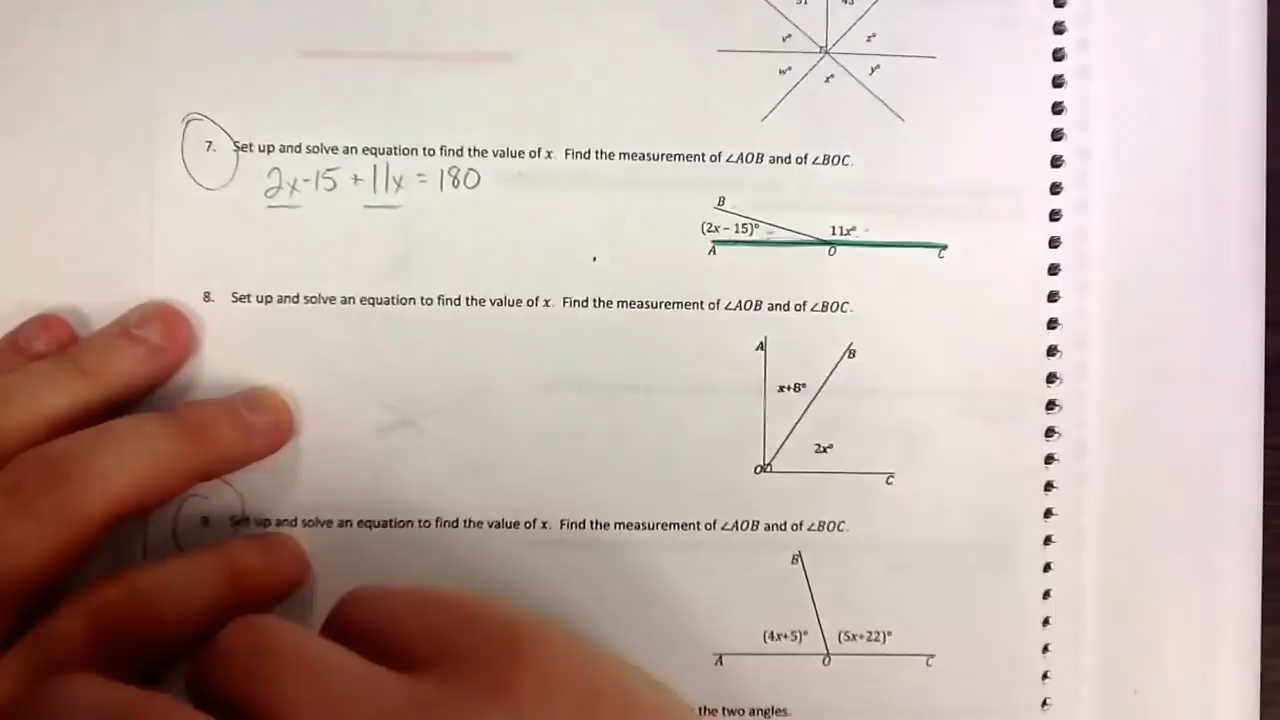 v° z°
w° x° y°
7. Set up and solve an equation to find the value of x. Find the measurement of ∠AOB and of ∠BOC.
2x-15 + 11x = 180
B
(2x – 15)° 11x°
A O C
8. Set up and solve an equation to find the value of x. Find the measurement of ∠AOB and of ∠BOC.
A B
x+8°
2x°
O C
9 Set up and solve an equation to find the value of x. Find the measurement of ∠AOB and of ∠BOC.
B
(4x+5)° (5x+22)°
A O C
the two angles.